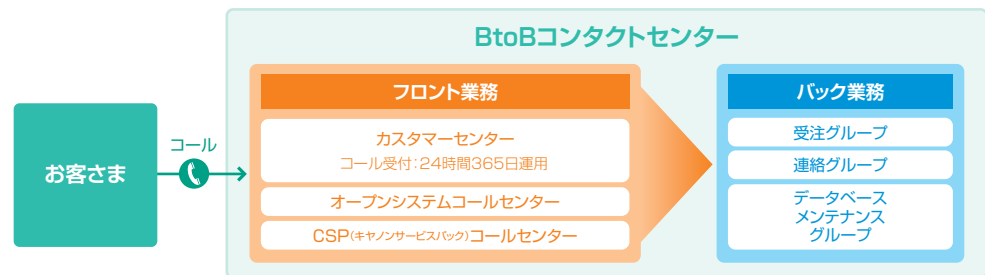 BtoBコンタクトセンター
お客さま
コール
フロント業務
カスタマーセンター
コール受付:24時間365日運用
オープンシステムコールセンター
CSP(キヤノンサービスパック)コールセンター
バック業務
受注グループ
連絡グループ
データベース
メンテナンス
グループ